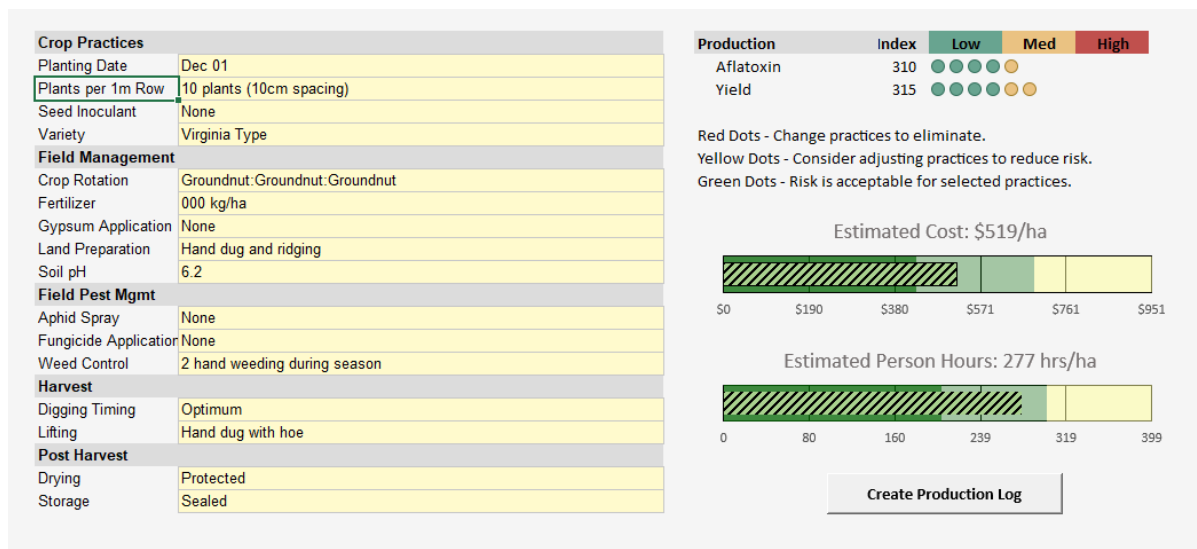 Crop Practices
Planting Date Dec 01
Plants per 1m Row 10 plants (10cm spacing)
Seed Inoculant None
Variety Virginia Type
Field Management
Crop Rotation Groundnut:Groundnut:Groundnut
Fertilizer 000 kg/ha
Gypsum Application None
Land Preparation Hand dug and ridging
Soil pH 6.2
Field Pest Mgmt
Aphid Spray None
Fungicide Application None
Weed Control 2 hand weeding during season
Harvest
Digging Timing Optimum
Lifting Hand dug with hoe
Post Harvest
Drying Protected
Storage Sealed
Production Index Low Med High
Aflatoxin 310
Yield 315
Red Dots - Change practices to eliminate.
Yellow Dots - Consider adjusting practices to reduce risk.
Green Dots - Risk is acceptable for selected practices.
Estimated Cost: $519/ha
$0 $190 $380 $571 $761 $951
Estimated Person Hours: 277 hrs/ha
0 80 160 239 319 399
Create Production Log